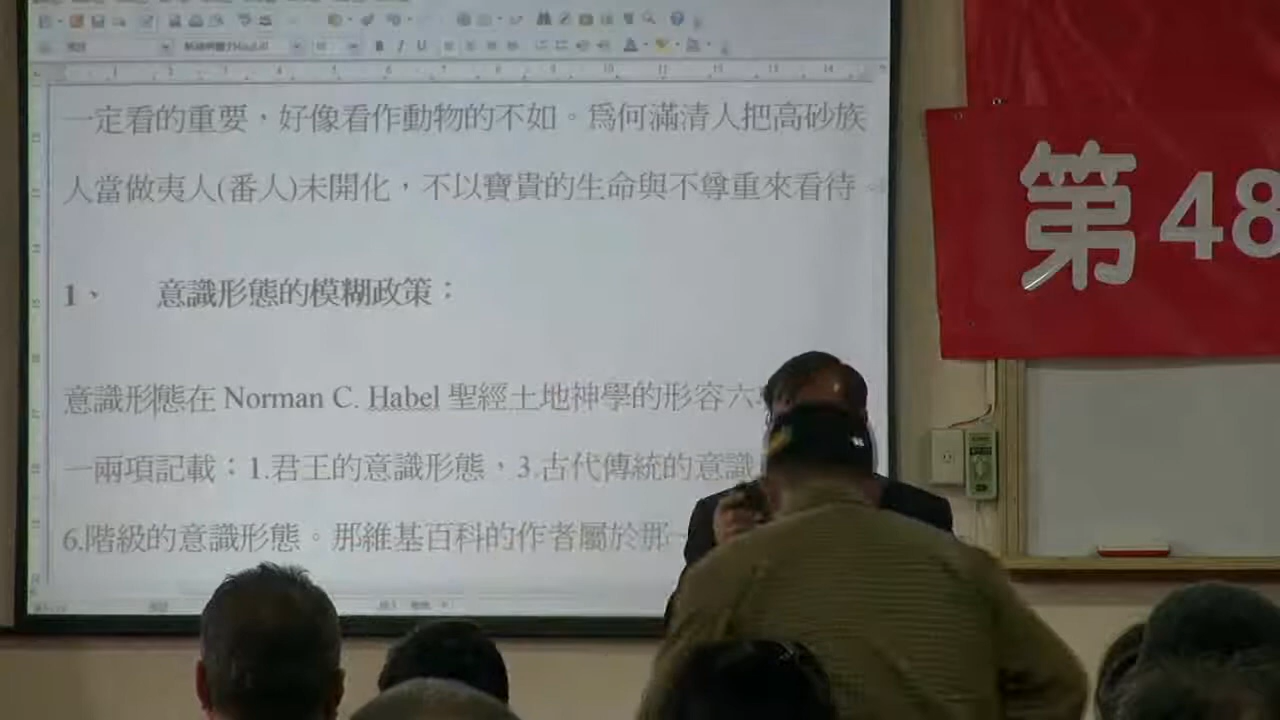 一定看的重要，好像看作動物的不如。為何滿清人把高砂族
人當做夷人(番人)未開化，不以寶貴的生命與不尊重來看待
1、 意識形態的模糊政策：
意識形態在 Norman C. Habel 聖經土地神學的形容六
一兩項記載：1.君王的意識形態，3.古代傳統的意識
6.階級的意識形態。那維基百科的作者屬於那一
第 48